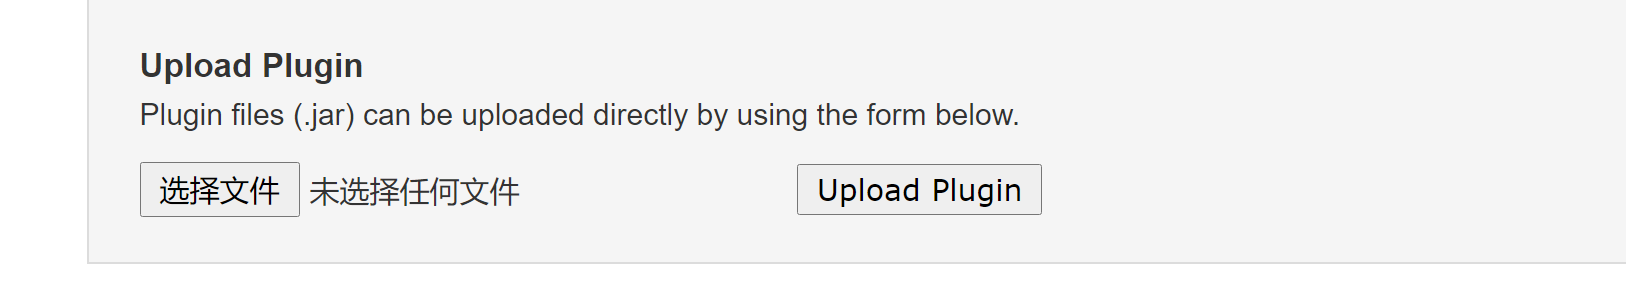 Upload Plugin
Plugin files (.jar) can be uploaded directly by using the form below.
选择文件 未选择任何文件 Upload Plugin